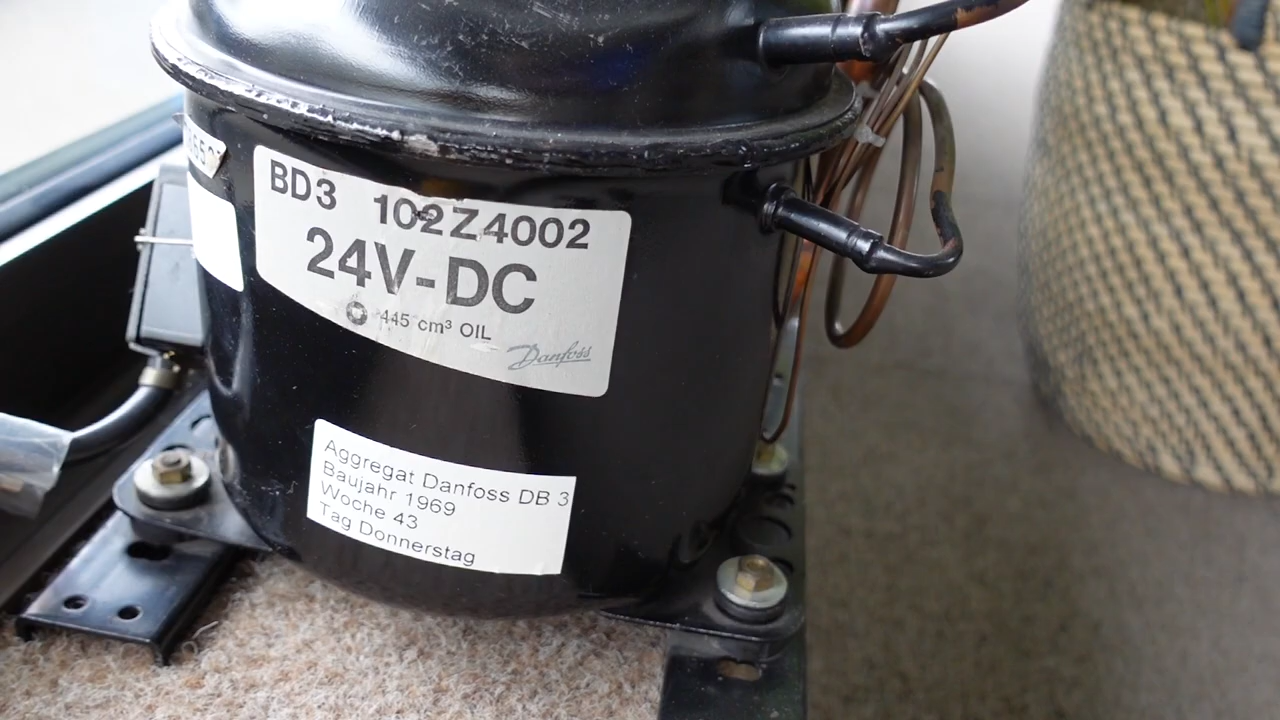 BD3 102Z4002
24V-DC
445 cm³ OIL
Danfoss
Aggregat Danfoss DB 3
Baujahr 1969
Woche 43
Tag Donnerstag